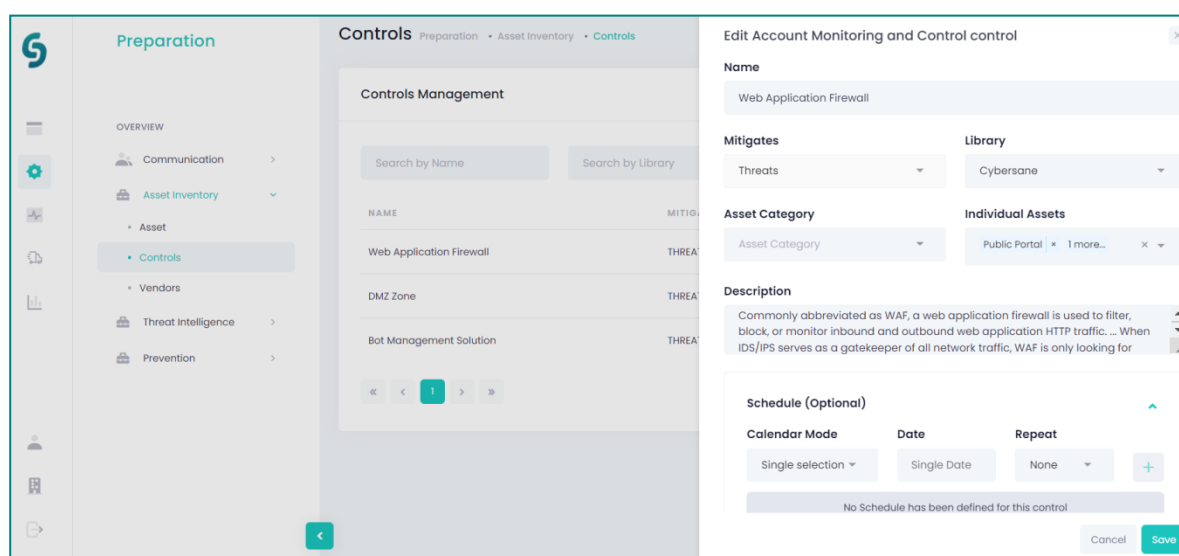 Preparation
OVERVIEW
Communication
Asset Inventory
Asset
Controls
Vendors
Threat Intelligence
Prevention
Controls Preparation • Asset Inventory • Controls
Controls Management
Search by Name Search by Library
NAME MITIG
Web Application Firewall THREA
DMZ Zone THREA
Bot Management Solution THREA
« < 1 > »
Edit Account Monitoring and Control control
Name
Web Application Firewall
Mitigates Library
Threats Cybersane
Asset Category Individual Assets
Asset Category Public Portal × 1 more...
Description
Commonly abbreviated as WAF, a web application firewall is used to filter,
block, or monitor inbound and outbound web application HTTP traffic. ... When
IDS/IPS serves as a gatekeeper of all network traffic, WAF is only looking for
Schedule (Optional)
Calendar Mode Date Repeat
Single selection Single Date None
No Schedule has been defined for this control
Cancel Save